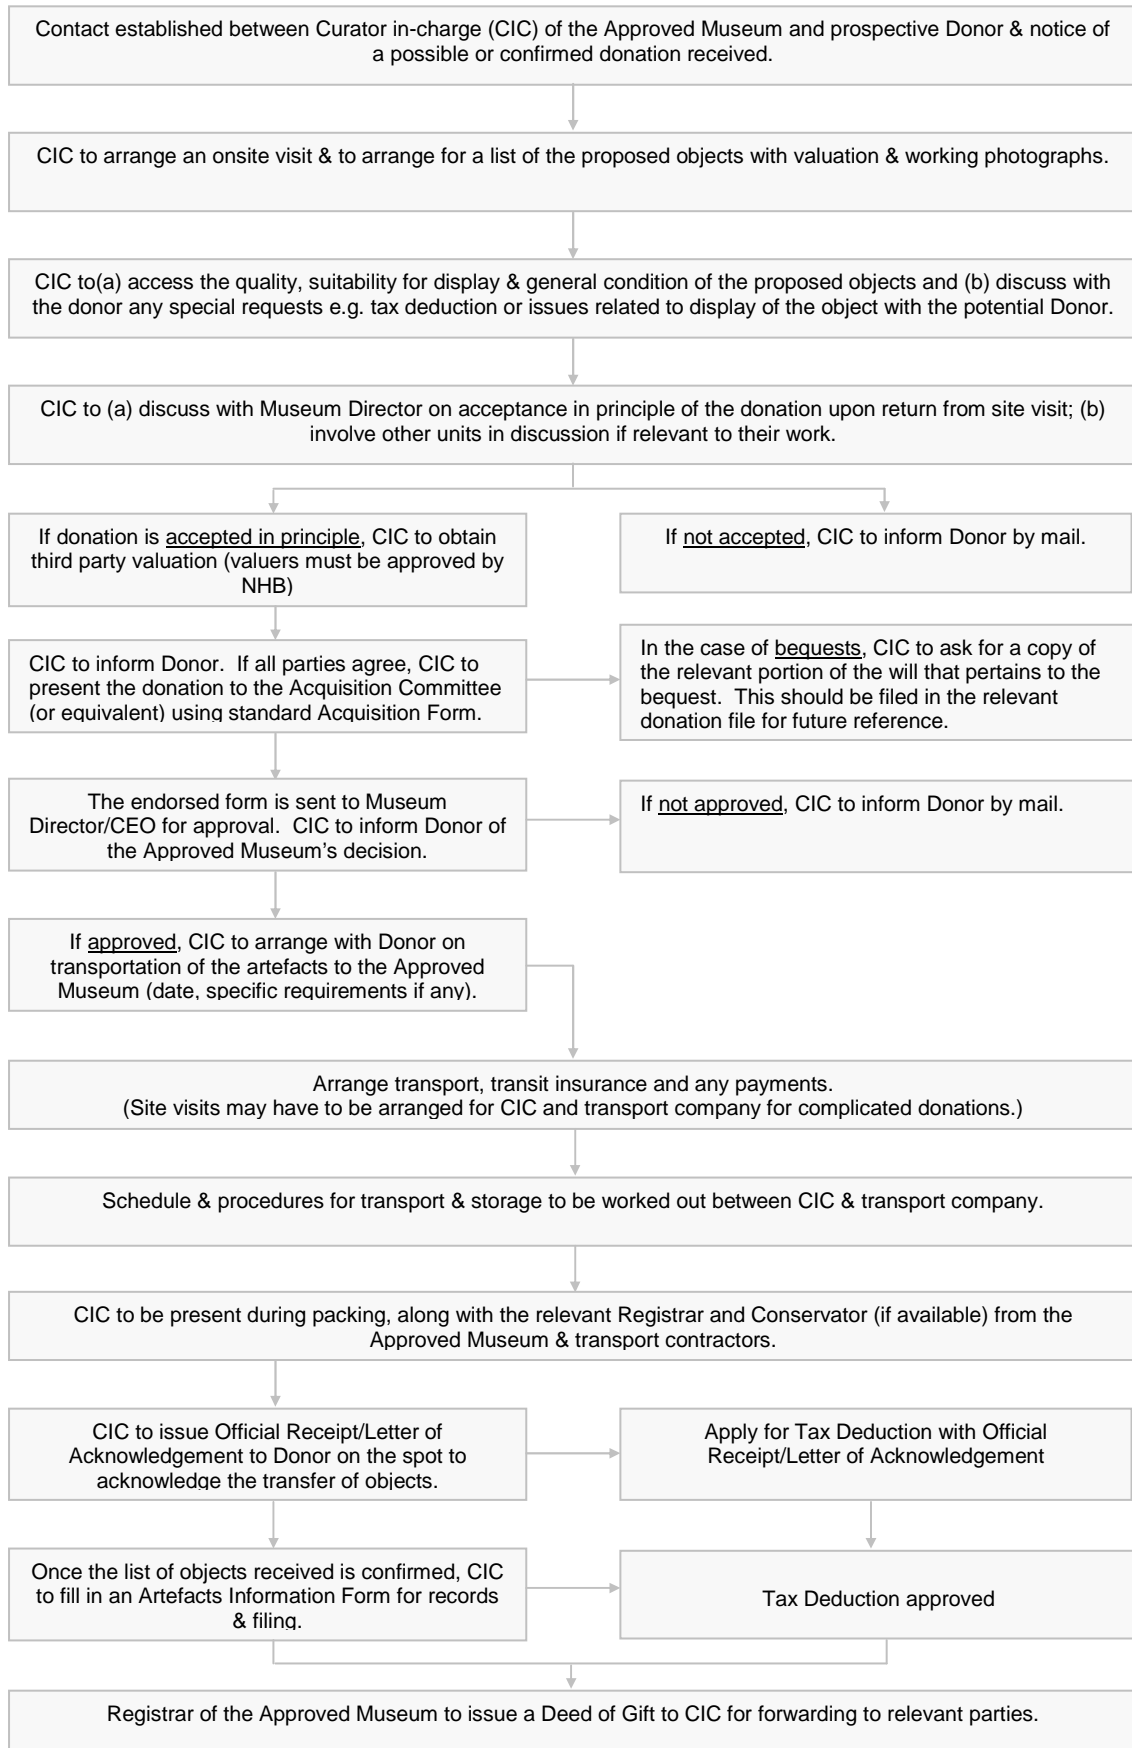 Contact established between Curator in-charge (CIC) of the Approved Museum and prospective Donor & notice of
a possible or confirmed donation received.
CIC to arrange an onsite visit & to arrange for a list of the proposed objects with valuation & working photographs.
CIC to(a) access the quality, suitability for display & general condition of the proposed objects and (b) discuss with
the donor any special requests e.g. tax deduction or issues related to display of the object with the potential Donor.
CIC to (a) discuss with Museum Director on acceptance in principle of the donation upon return from site visit; (b)
involve other units in discussion if relevant to their work.
If donation is accepted in principle, CIC to obtain
third party valuation (valuers must be approved by
NHB)
If not accepted, CIC to inform Donor by mail.
CIC to inform Donor. If all parties agree, CIC to
present the donation to the Acquisition Committee
(or equivalent) using standard Acquisition Form.
In the case of bequests, CIC to ask for a copy of
the relevant portion of the will that pertains to the
bequest. This should be filed in the relevant
donation file for future reference.
The endorsed form is sent to Museum
Director/CEO for approval. CIC to inform Donor of
the Approved Museum's decision.
If not approved, CIC to inform Donor by mail.
If approved, CIC to arrange with Donor on
transportation of the artefacts to the Approved
Museum (date, specific requirements if any).
Arrange transport, transit insurance and any payments.
(Site visits may have to be arranged for CIC and transport company for complicated donations.)
Schedule & procedures for transport & storage to be worked out between CIC & transport company.
CIC to be present during packing, along with the relevant Registrar and Conservator (if available) from the
Approved Museum & transport contractors.
CIC to issue Official Receipt/Letter of
Acknowledgement to Donor on the spot to
acknowledge the transfer of objects.
Apply for Tax Deduction with Official
Receipt/Letter of Acknowledgement
Once the list of objects received is confirmed, CIC
to fill in an Artefacts Information Form for records
& filing.
Tax Deduction approved
Registrar of the Approved Museum to issue a Deed of Gift to CIC for forwarding to relevant parties.